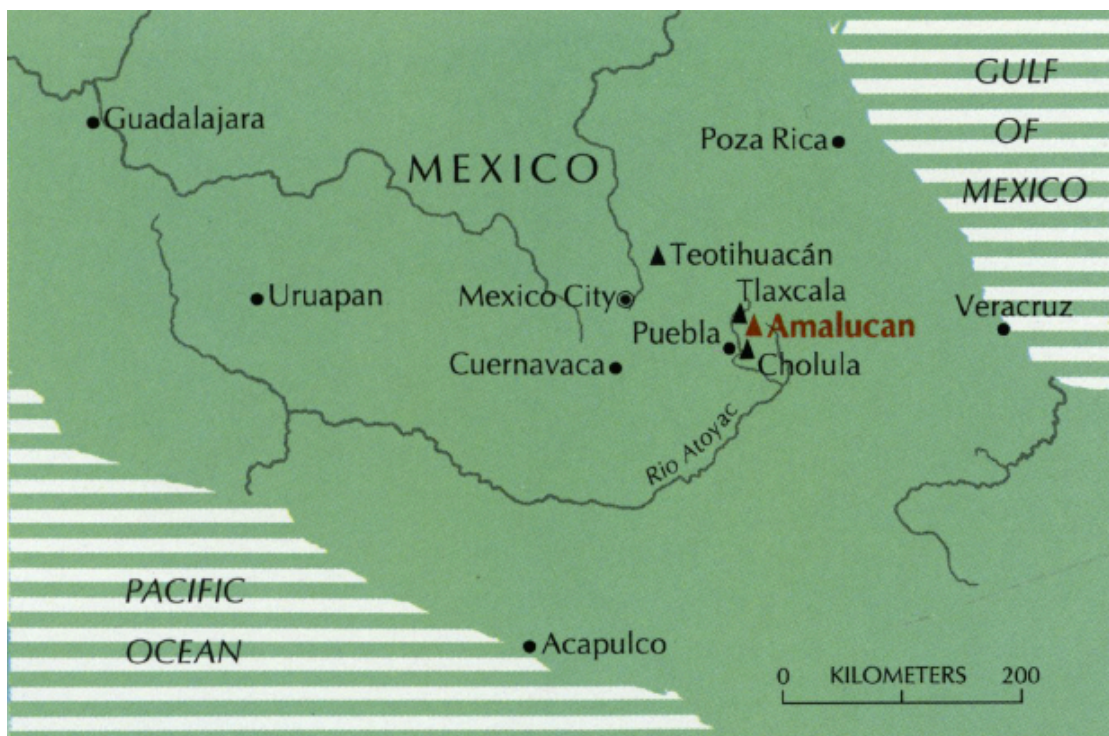 GULF
OF
MEXICO
Guadalajara
Poza Rica
MEXICO
Teotihuacán
Tlaxcala
Uruapan
Mexico City
Amalucan
Veracruz
Puebla
Cuernavaca
Cholula
Rio Atoyac
PACIFIC
OCEAN
Acapulco
0 KILOMETERS 200